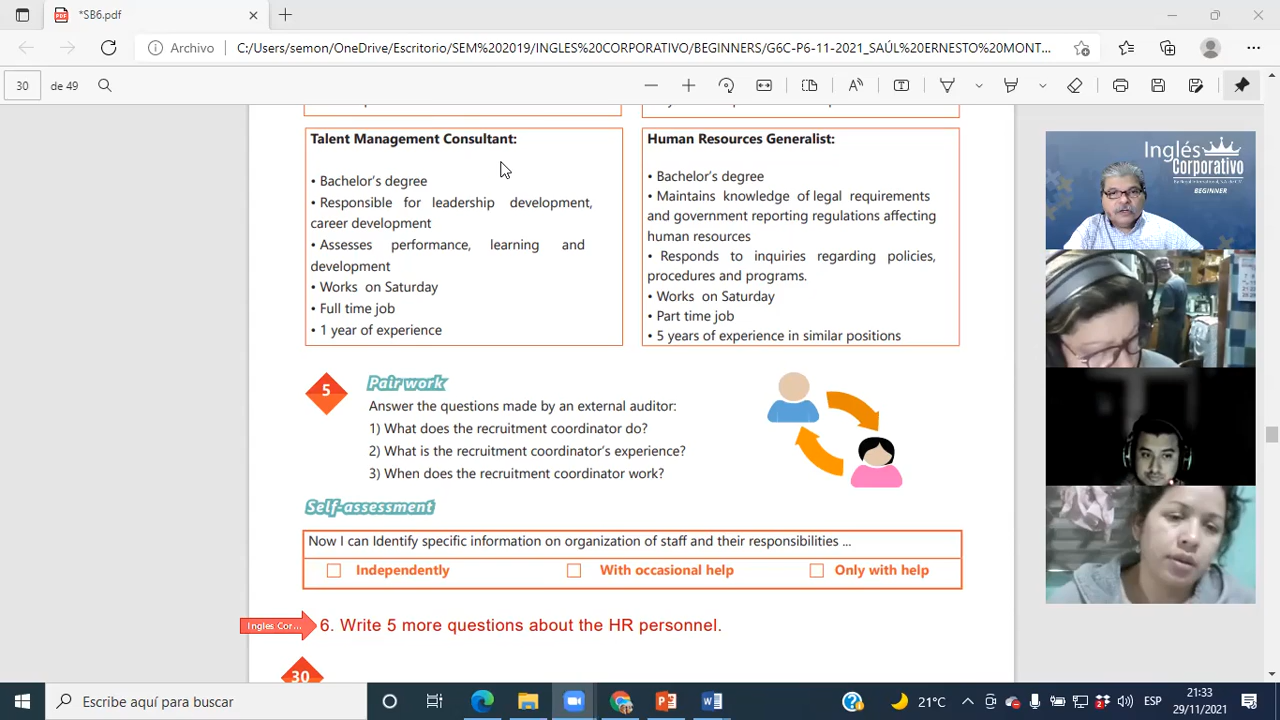 *SB6.pdf
Archivo C:/Users/semon/OneDrive/Escritorio/SEM%202019/INGLES%20CORPORATIVO/BEGINNERS/G6C-P6-11-2021_SAÚL%20ERNESTO%20MONT...
30 de 49
Talent Management Consultant:
• Bachelor's degree
• Responsible for leadership development,
career development
• Assesses performance, learning and
development
• Works on Saturday
• Full time job
• 1 year of experience
Human Resources Generalist:
• Bachelor's degree
• Maintains knowledge of legal requirements
and government reporting regulations affecting
human resources
• Responds to inquiries regarding policies,
procedures and programs.
• Works on Saturday
• Part time job
• 5 years of experience in similar positions
5
Pair work
Answer the questions made by an external auditor:
1) What does the recruitment coordinator do?
2) What is the recruitment coordinator's experience?
3) When does the recruitment coordinator work?
Self-assessment
Now I can Identify specific information on organization of staff and their responsibilities ...
Independently With occasional help Only with help
Ingles Cor...
6. Write 5 more questions about the HR personnel.
30
Inglés
Corporativo
BEGINNER
Escribe aquí para buscar
21°C
ESP
21:33
29/11/2021